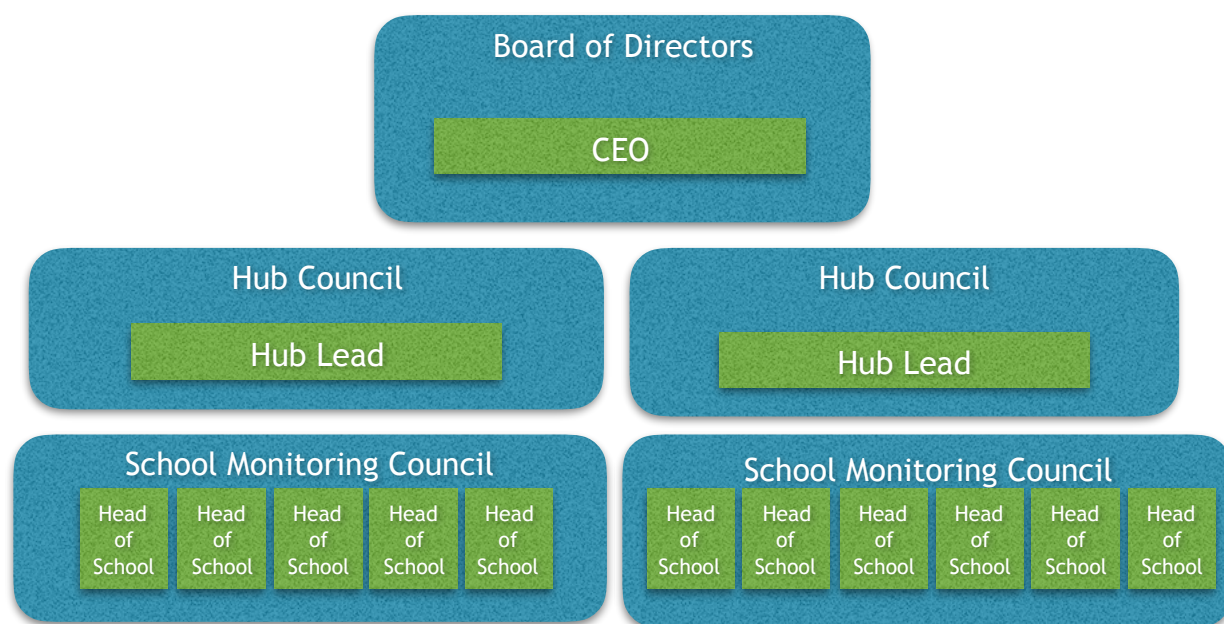 Board of Directors
CEO
Hub Council
Hub Lead
Hub Council
Hub Lead
School Monitoring Council
Head
of
School
Head
of
School
Head
of
School
Head
of
School
Head
of
School
School Monitoring Council
Head
of
School
Head
of
School
Head
of
School
Head
of
School
Head
of
School
Head
of
School